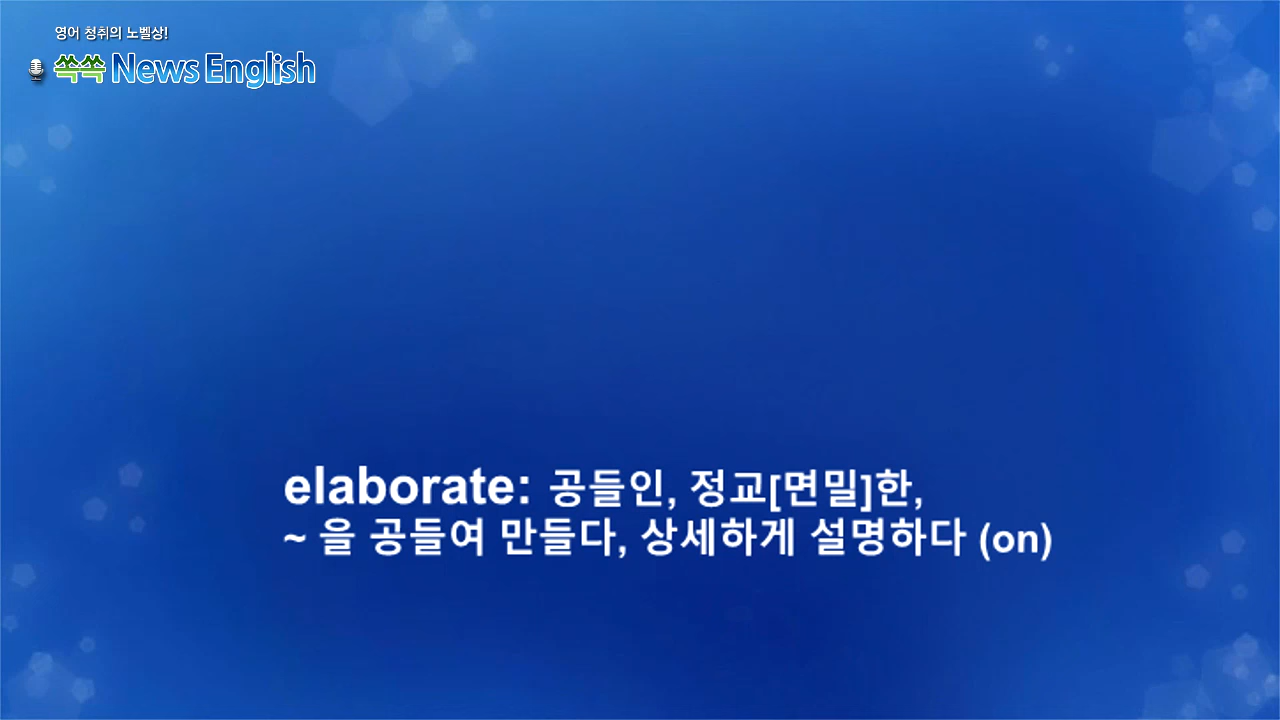 영어 청취의 노벨상!
쏙쏙 News English
elaborate: 공들인, 정교[면밀]한,
~ 을 공들여 만들다, 상세하게 설명하다 (on)